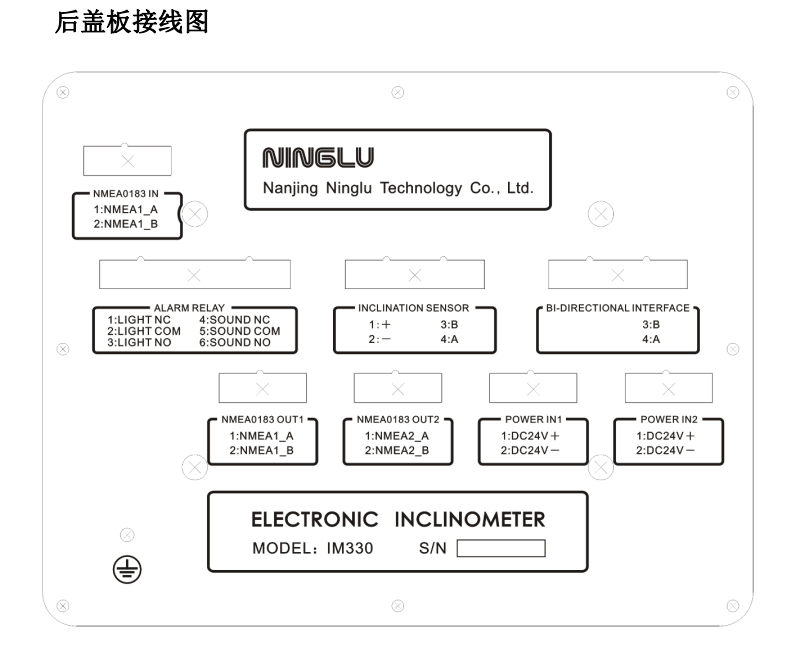 后盖板接线图
NINGLU
Nanjing Ninglu Technology Co., Ltd.
NMEA0183 IN
1:NMEA1_A
2:NMEA1_B
ALARM RELAY
1:LIGHT NC 4:SOUND NC
2:LIGHT COM 5:SOUND COM
3:LIGHT NO 6:SOUND NO
INCLINATION SENSOR
1:+ 3:B
2:− 4:A
BI-DIRECTIONAL INTERFACE
3:B
4:A
NMEA0183 OUT1
1:NMEA1_A
2:NMEA1_B
NMEA0183 OUT2
1:NMEA2_A
2:NMEA2_B
POWER IN1
1:DC24V+
2:DC24V−
POWER IN2
1:DC24V+
2:DC24V−
ELECTRONIC INCLINOMETER
MODEL: IM330 S/N